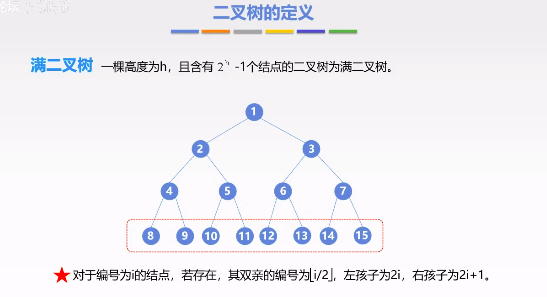 二叉树的定义
满二叉树 一棵高度为h，且含有 2^h -1个结点的二叉树为满二叉树。
1
2 3
4 5 6 7
8 9 10 11 12 13 14 15
★ 对于编号为i的结点，若存在，其双亲的编号为⌊i/2⌋，左孩子为2i，右孩子为2i+1。